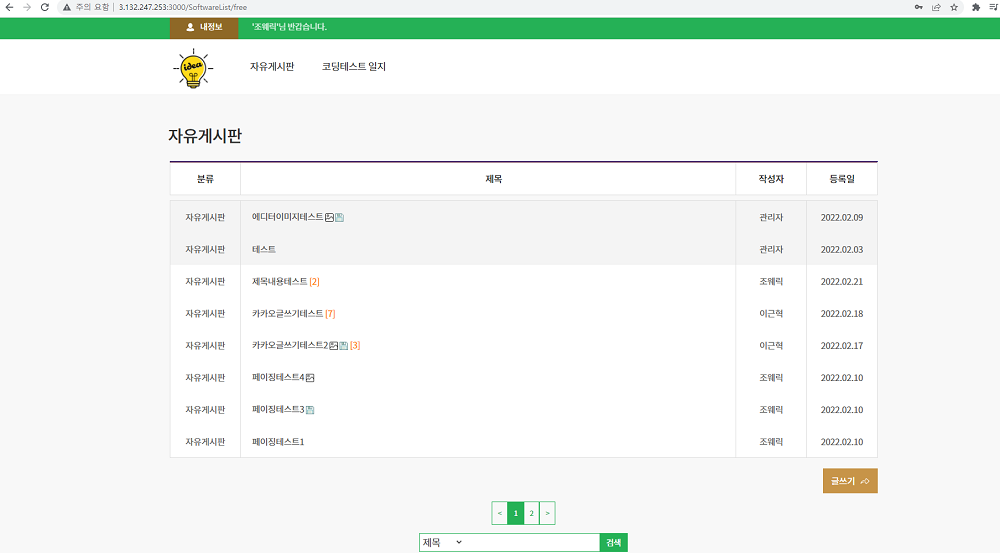 주의 요함 | 3.132.247.253:3000/SoftwareList/free
내정보 '조웨릭'님 반갑습니다.
idea 자유게시판 코딩테스트 일지
자유게시판
분류 제목 작성자 등록일
자유게시판 에디터이미지테스트 관리자 2022.02.09
자유게시판 테스트 관리자 2022.02.03
자유게시판 제목내용테스트 [2] 조웨릭 2022.02.21
자유게시판 카카오글쓰기테스트 [7] 이근혁 2022.02.18
자유게시판 카카오글쓰기테스트2 [3] 이근혁 2022.02.17
자유게시판 페이징테스트4 조웨릭 2022.02.10
자유게시판 페이징테스트3 조웨릭 2022.02.10
자유게시판 페이징테스트1 조웨릭 2022.02.10
글쓰기
< 1 2 >
제목 검색